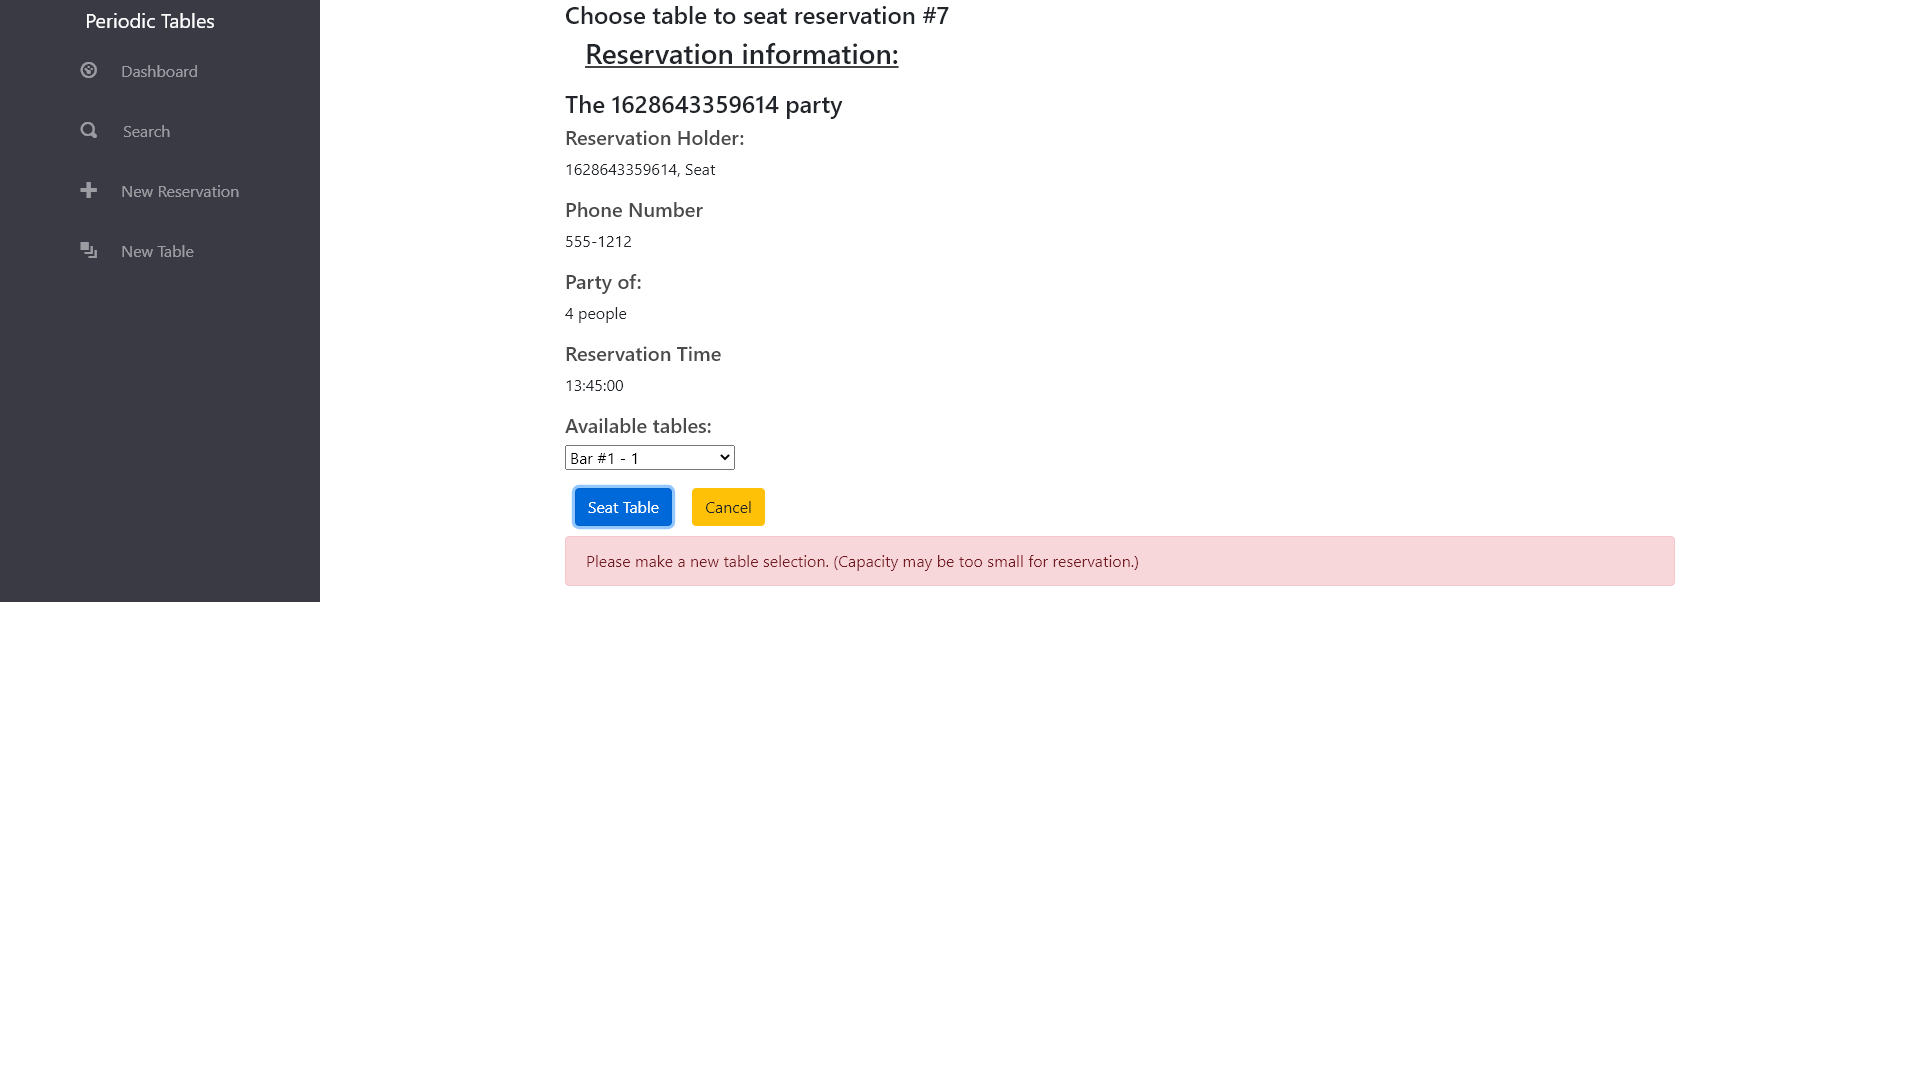 Periodic Tables
Dashboard
Search
New Reservation
New Table
Choose table to seat reservation #7
Reservation information:
The 1628643359614 party
Reservation Holder:
1628643359614, Seat
Phone Number
555-1212
Party of:
4 people
Reservation Time
13:45:00
Available tables:
Bar #1 - 1
Seat Table
Cancel
Please make a new table selection. (Capacity may be too small for reservation.)